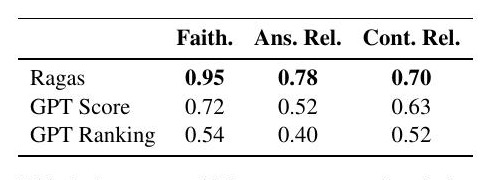 Faith. Ans. Rel. Cont. Rel.
Ragas 0.95 0.78 0.70
GPT Score 0.72 0.52 0.63
GPT Ranking 0.54 0.40 0.52